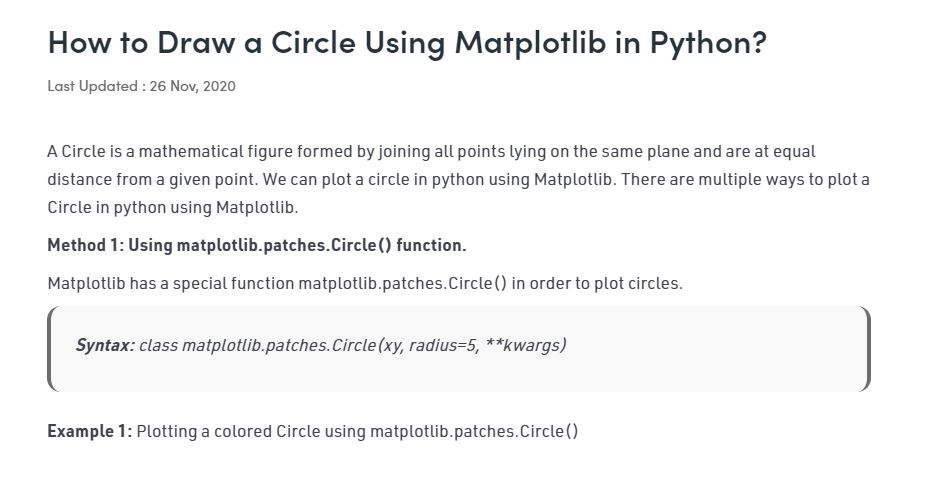 How to Draw a Circle Using Matplotlib in Python?
Last Updated : 26 Nov, 2020
A Circle is a mathematical figure formed by joining all points lying on the same plane and are at equal
distance from a given point. We can plot a circle in python using Matplotlib. There are multiple ways to plot a
Circle in python using Matplotlib.
Method 1: Using matplotlib.patches.Circle() function.
Matplotlib has a special function matplotlib.patches.Circle() in order to plot circles.
Syntax: class matplotlib.patches.Circle(xy, radius=5, **kwargs)
Example 1: Plotting a colored Circle using matplotlib.patches.Circle()